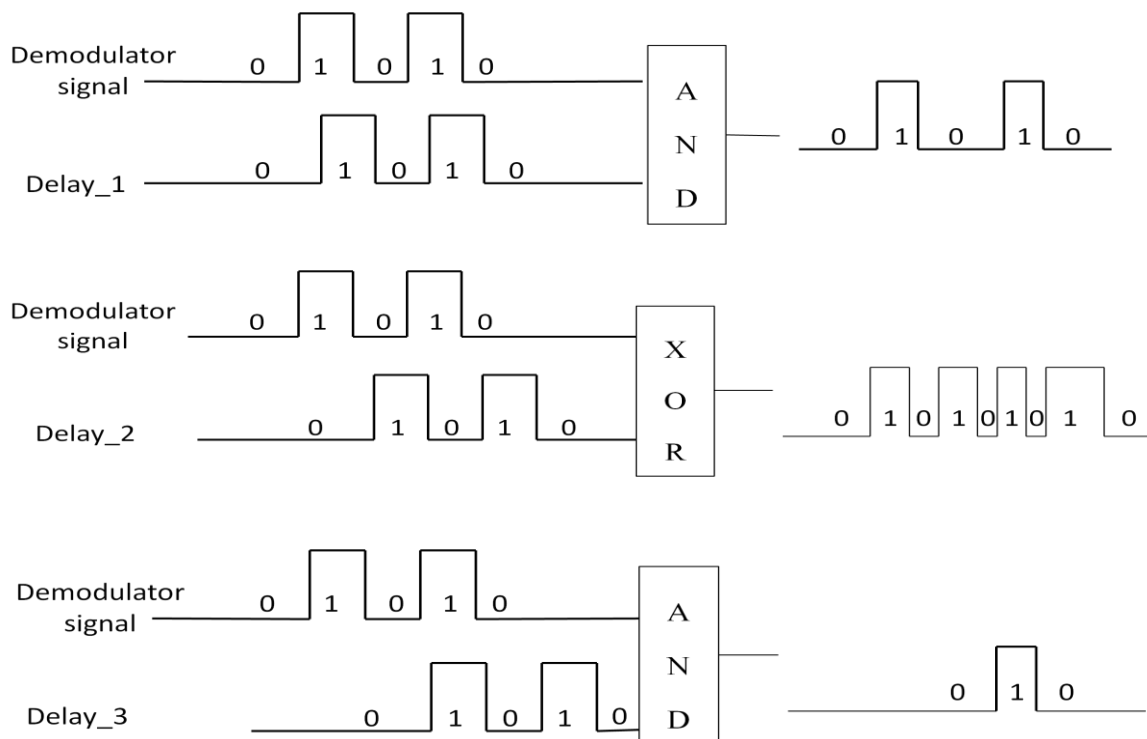 Demodulator
signal
0 1 0 1 0
Delay_1
0 1 0 1 0
A
N
D
0 1 0 1 0
Demodulator
signal
0 1 0 1 0
Delay_2
0 1 0 1 0
X
O
R
0 1 0 1 0 1 0 1 0
Demodulator
signal
0 1 0 1 0
Delay_3
0 1 0 1 0
A
N
D
0 1 0